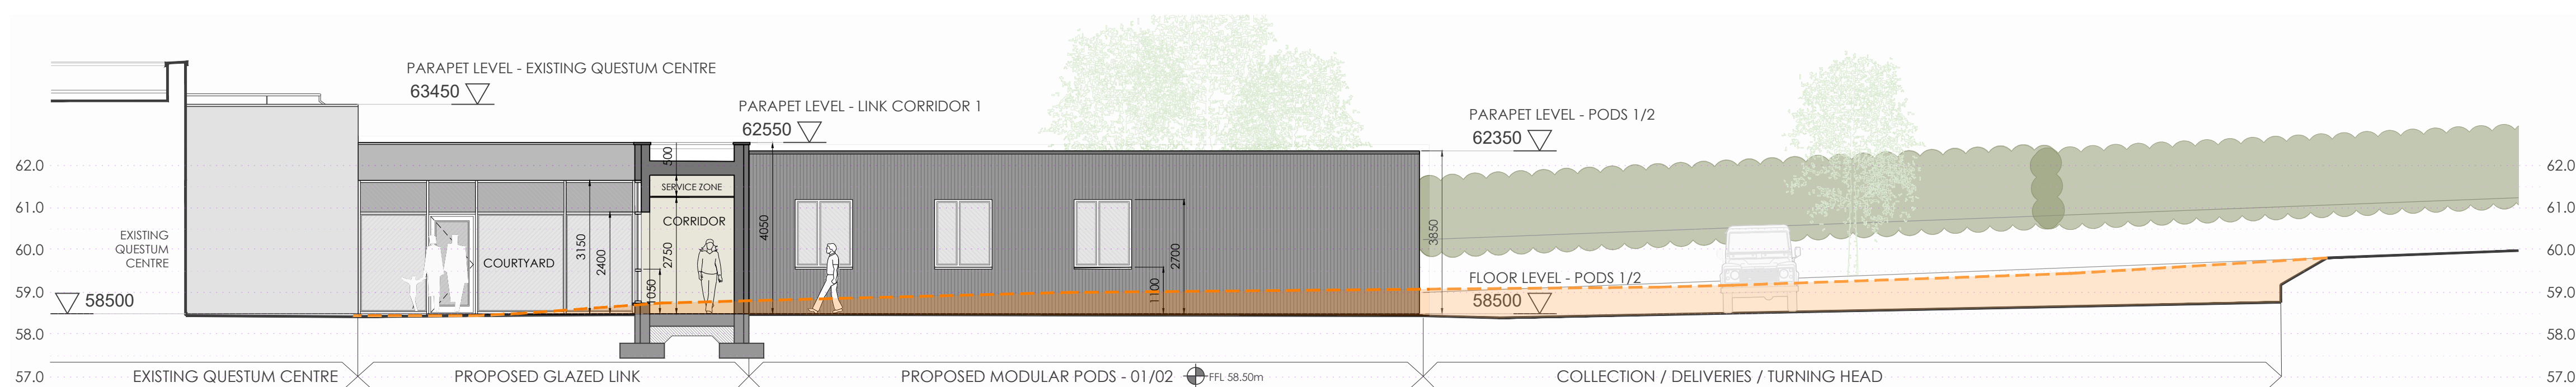 PARAPET LEVEL - EXISTING QUESTUM CENTRE
63450
PARAPET LEVEL - LINK CORRIDOR 1
62550
PARAPET LEVEL - PODS 1/2
62350
62.0
61.0
60.0
59.0
58.0
57.0
EXISTING
QUESTUM
CENTRE
58500
COURTYARD
3150
2400
500
SERVICE ZONE
CORRIDOR
2750
1050
4050
1100
2700
3850
FLOOR LEVEL - PODS 1/2
58500
62.0
61.0
60.0
59.0
58.0
57.0
EXISTING QUESTUM CENTRE
PROPOSED GLAZED LINK
PROPOSED MODULAR PODS - 01/02
FFL 58.50m
COLLECTION / DELIVERIES / TURNING HEAD